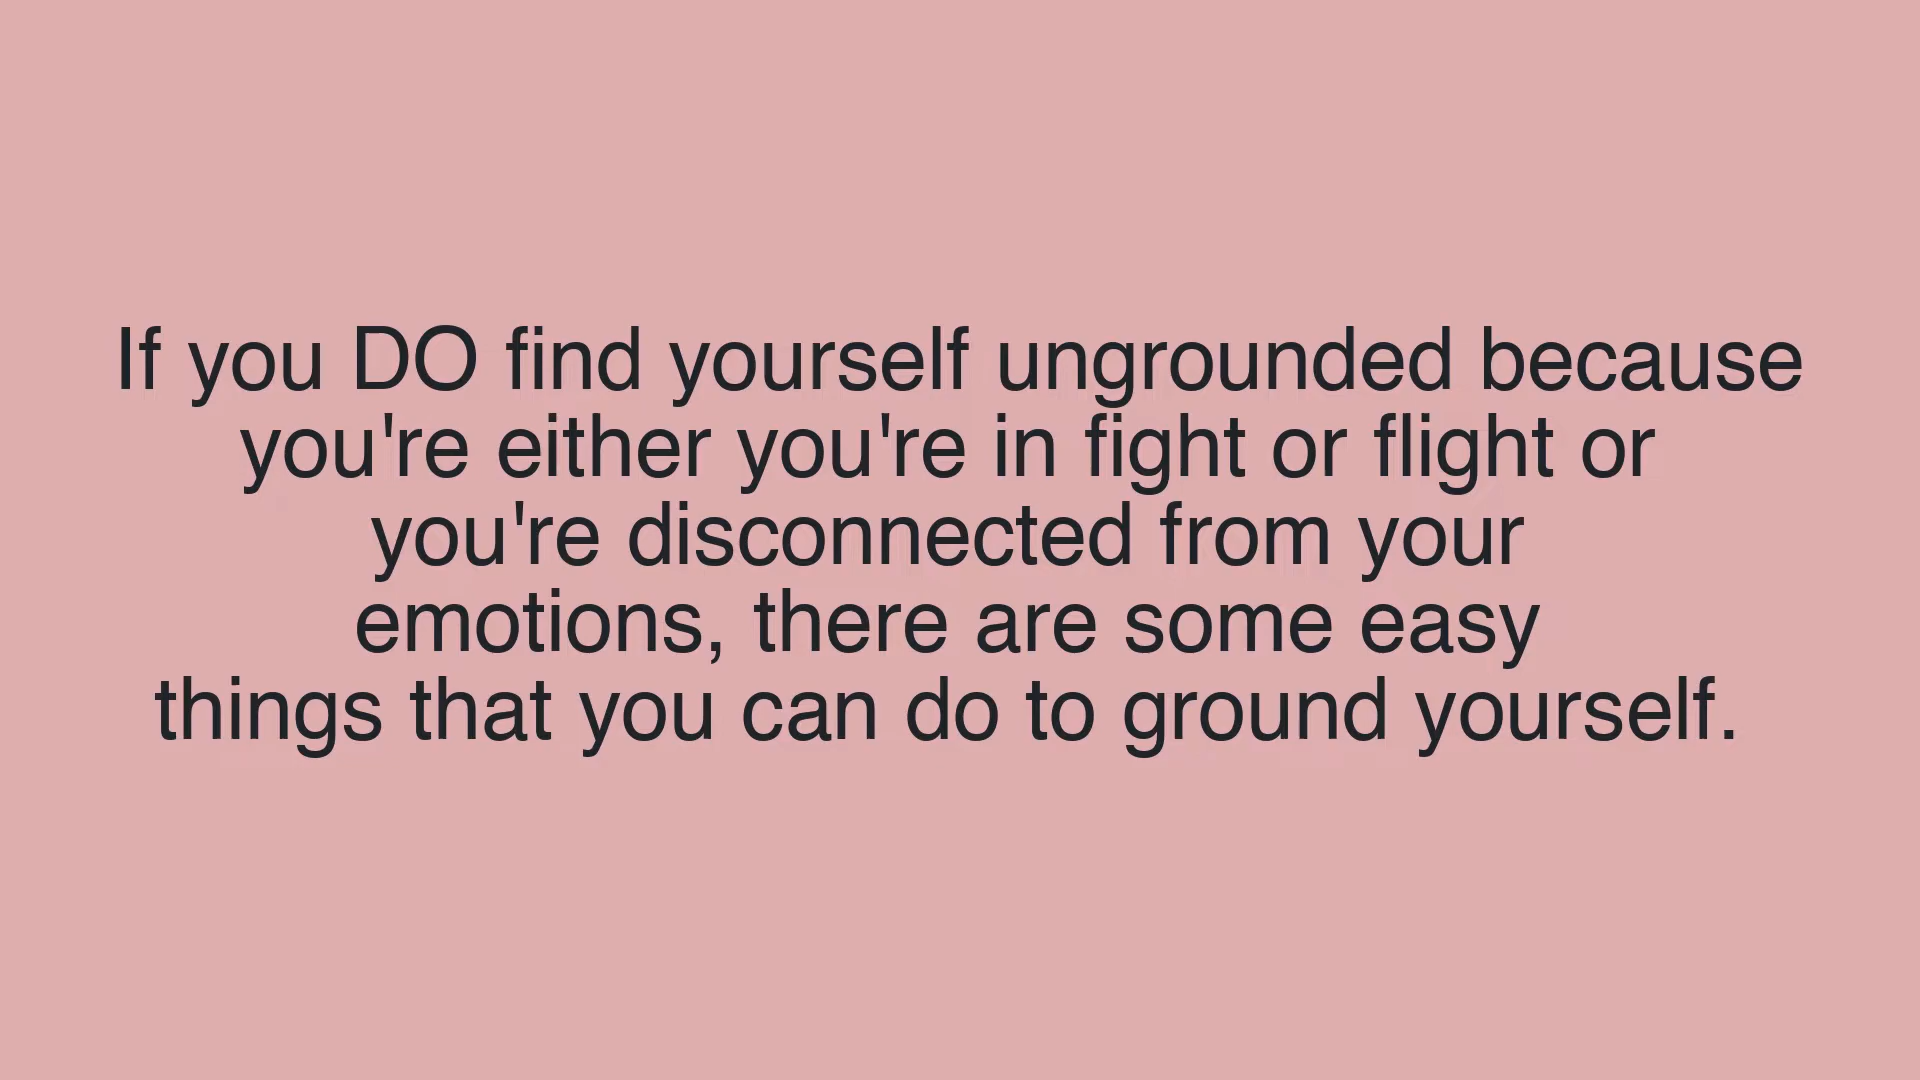 If you DO find yourself ungrounded because
you're either you're in fight or flight or
you're disconnected from your
emotions, there are some easy
things that you can do to ground yourself.